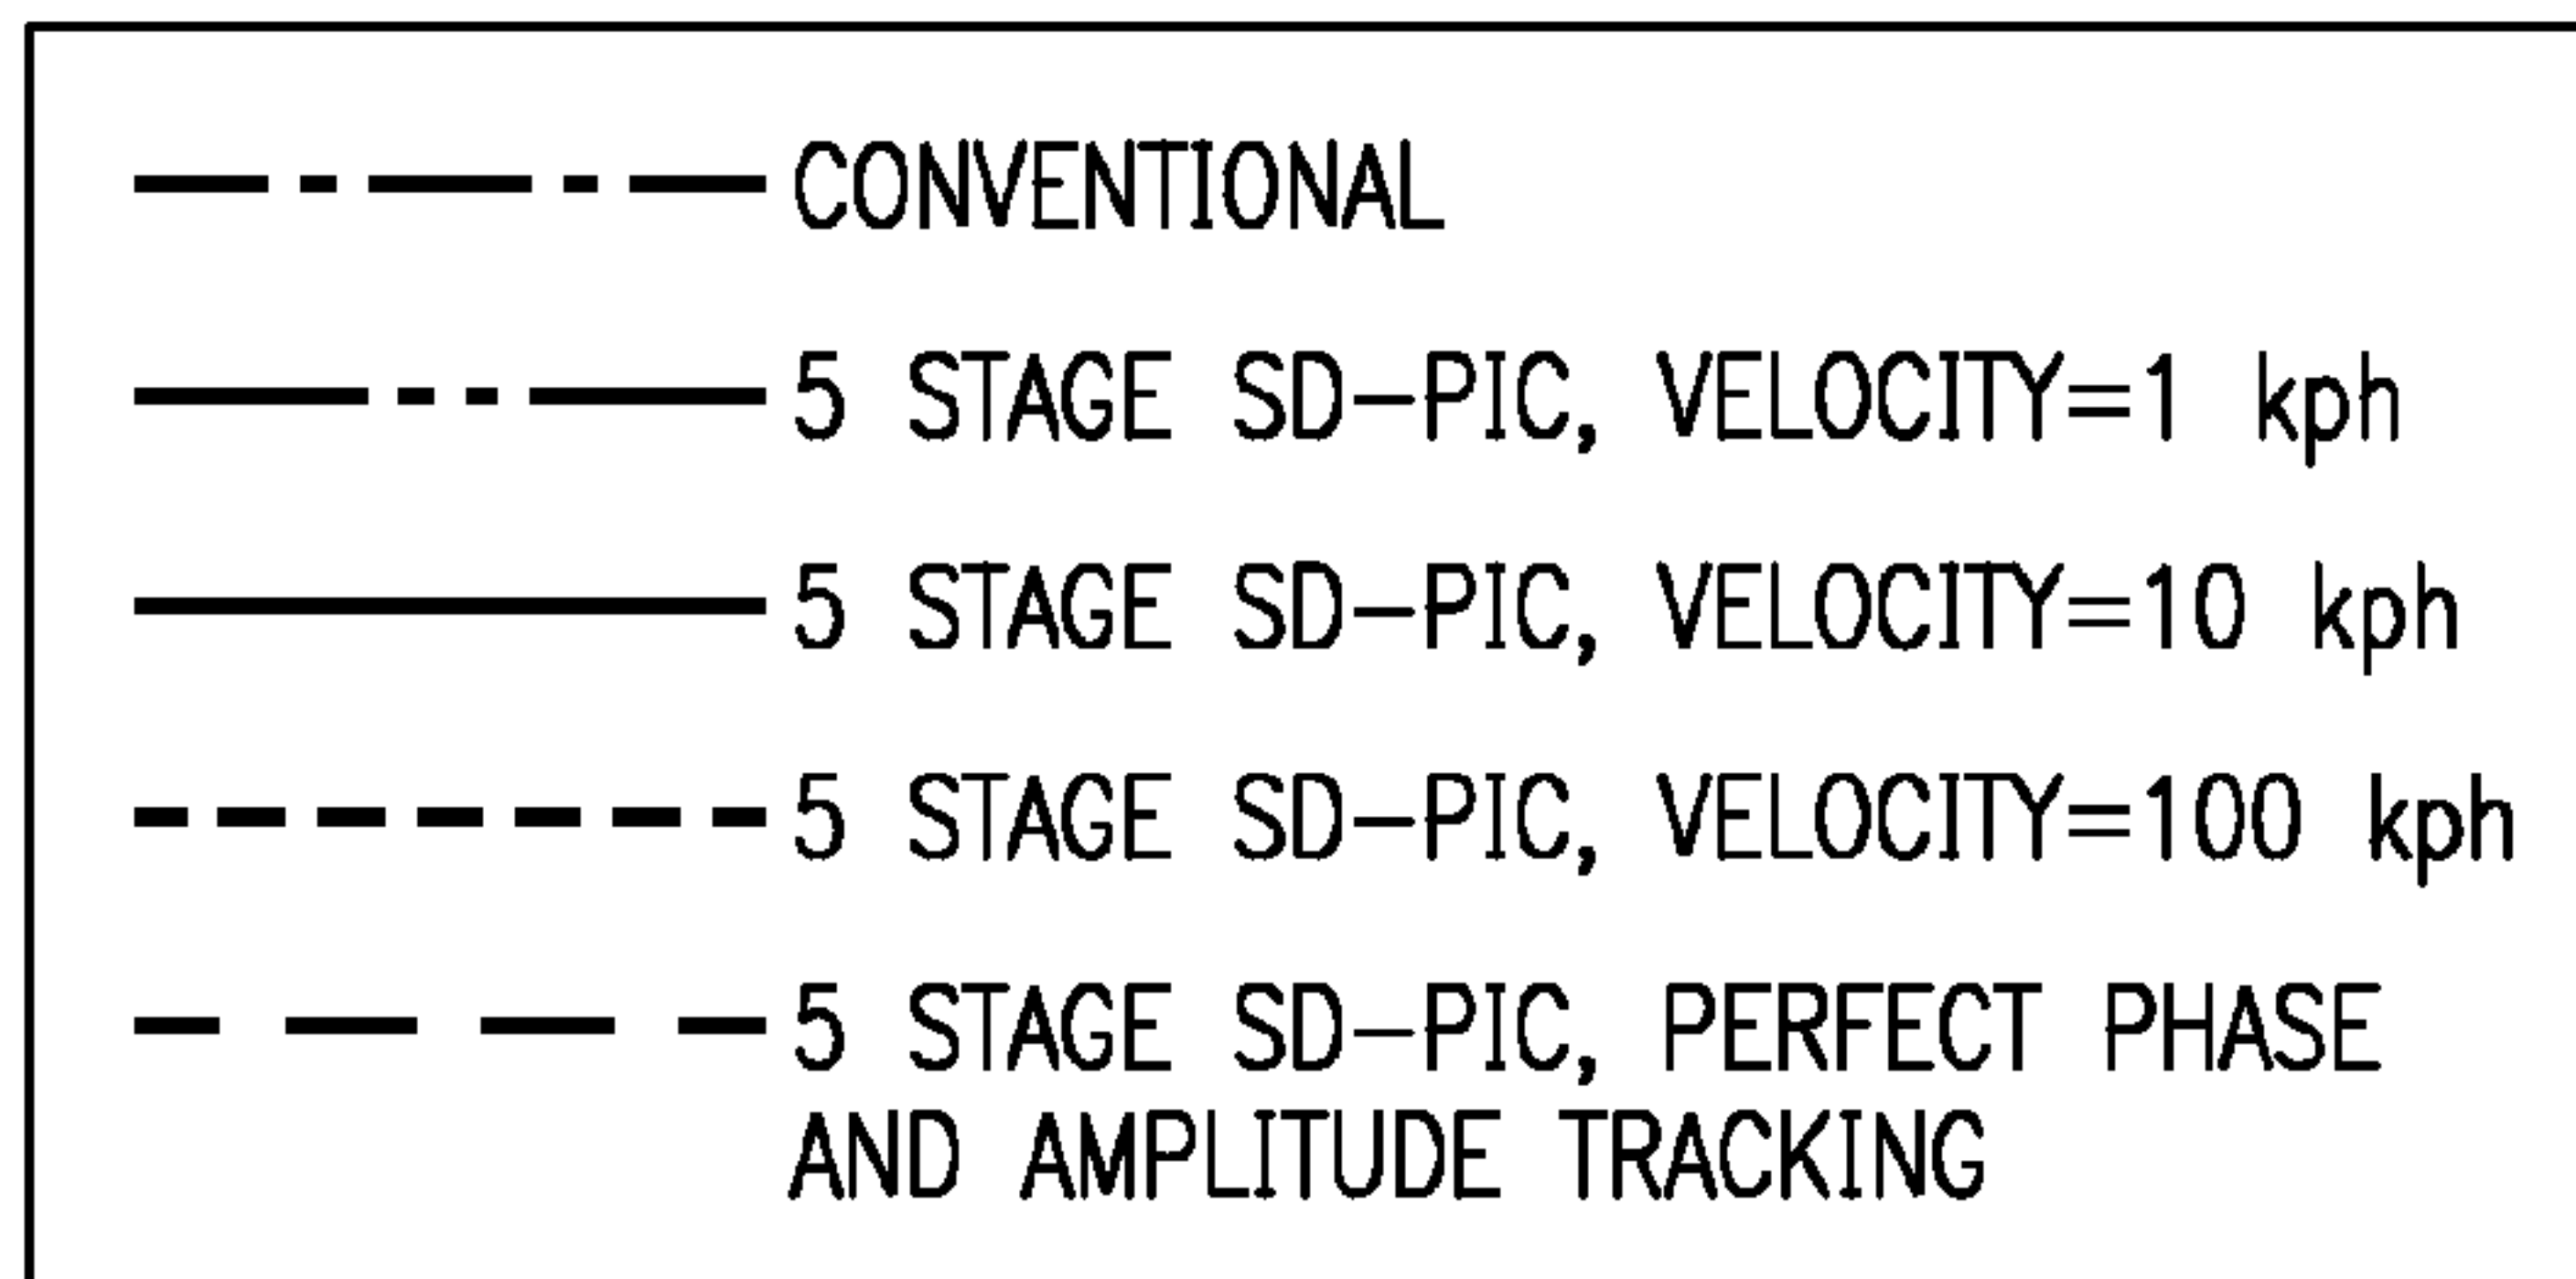 CONVENTIONAL
5 STAGE SD-PIC, VELOCITY=1 kph
5 STAGE SD-PIC, VELOCITY=10 kph
5 STAGE SD-PIC, VELOCITY=100 kph
5 STAGE SD-PIC, PERFECT PHASE
AND AMPLITUDE TRACKING